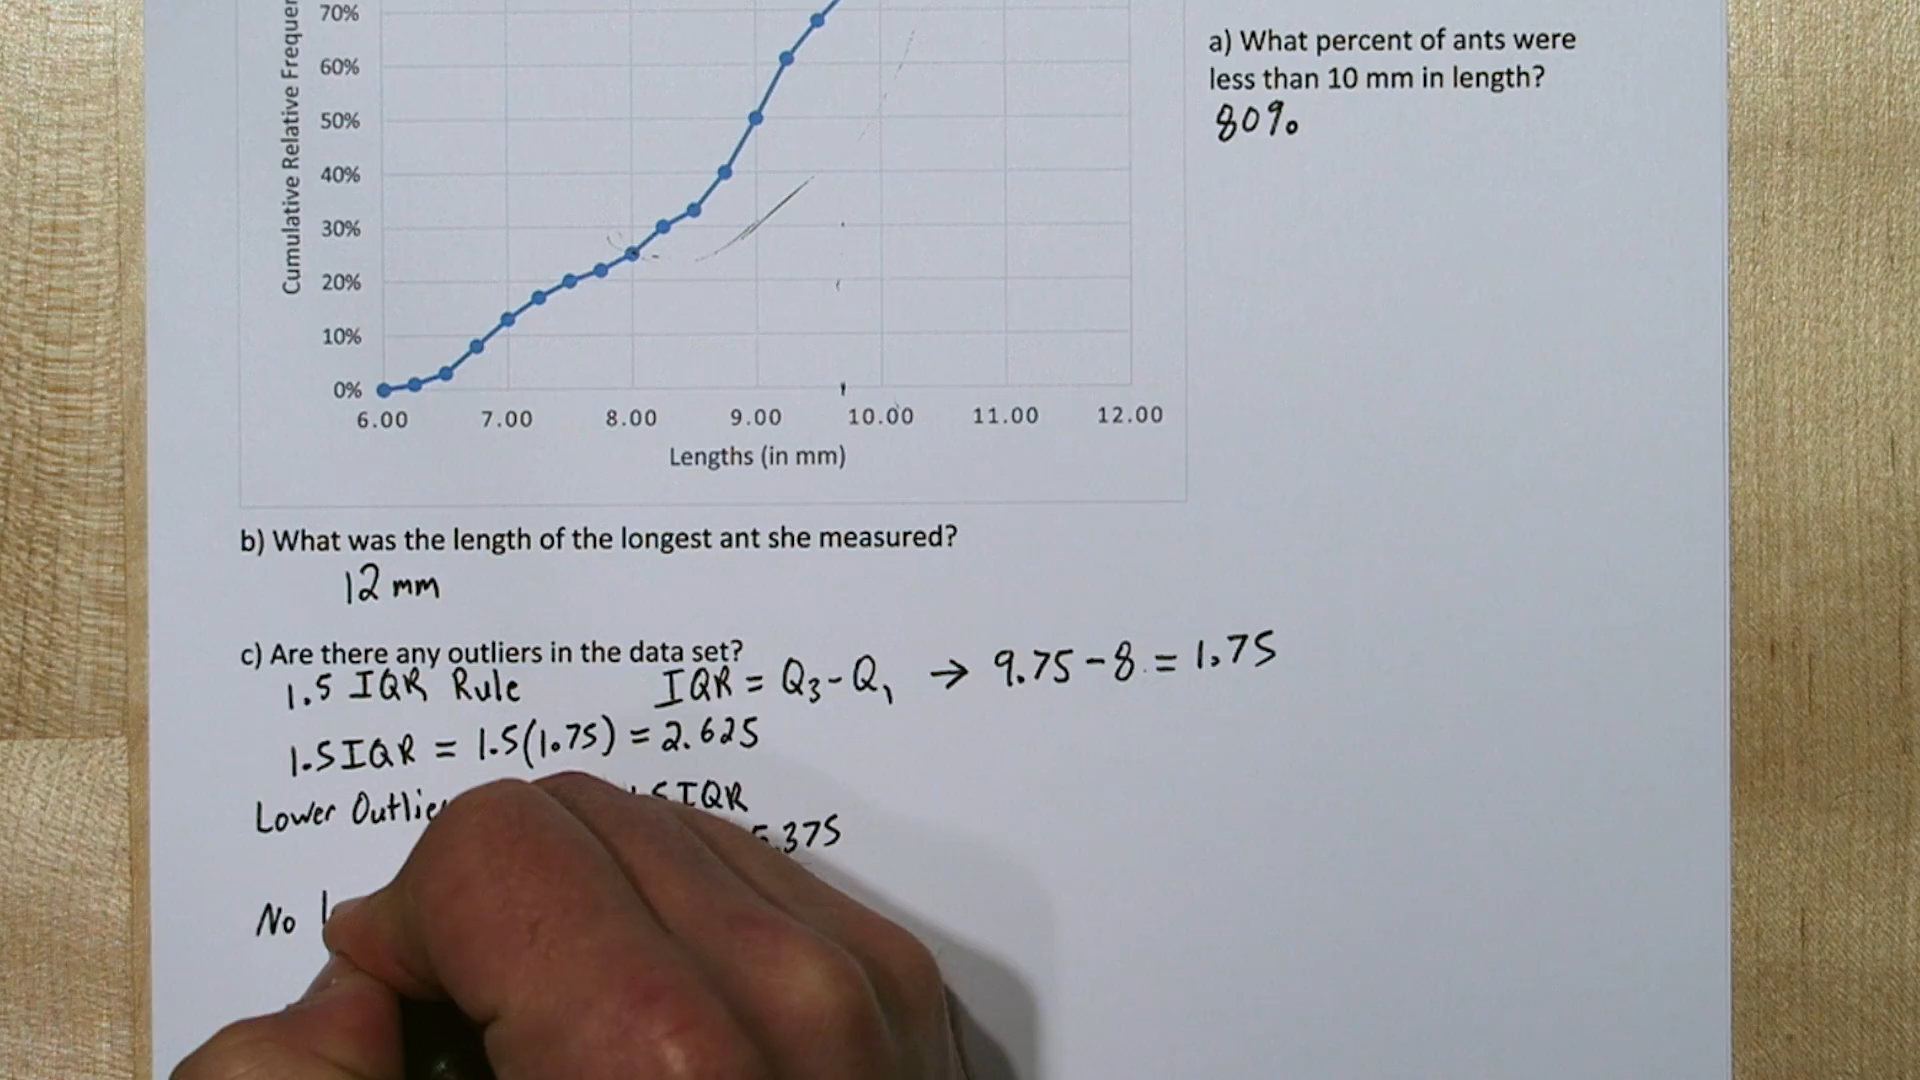 70%
60%
50%
40%
30%
20%
10%
0%
6.00 7.00 8.00 9.00 10.00 11.00 12.00
Cumulative Relative
Lengths (in mm)
a) What percent of ants were
less than 10 mm in length?
80%
b) What was the length of the longest ant she measured?
12 mm
c) Are there any outliers in the data set?
1.5 IQR Rule IQR = Q3 - Q1 → 9.75 - 8 = 1.75
1.5 IQR = 1.5(1.75) = 2.625
Lower IQR
.375
No